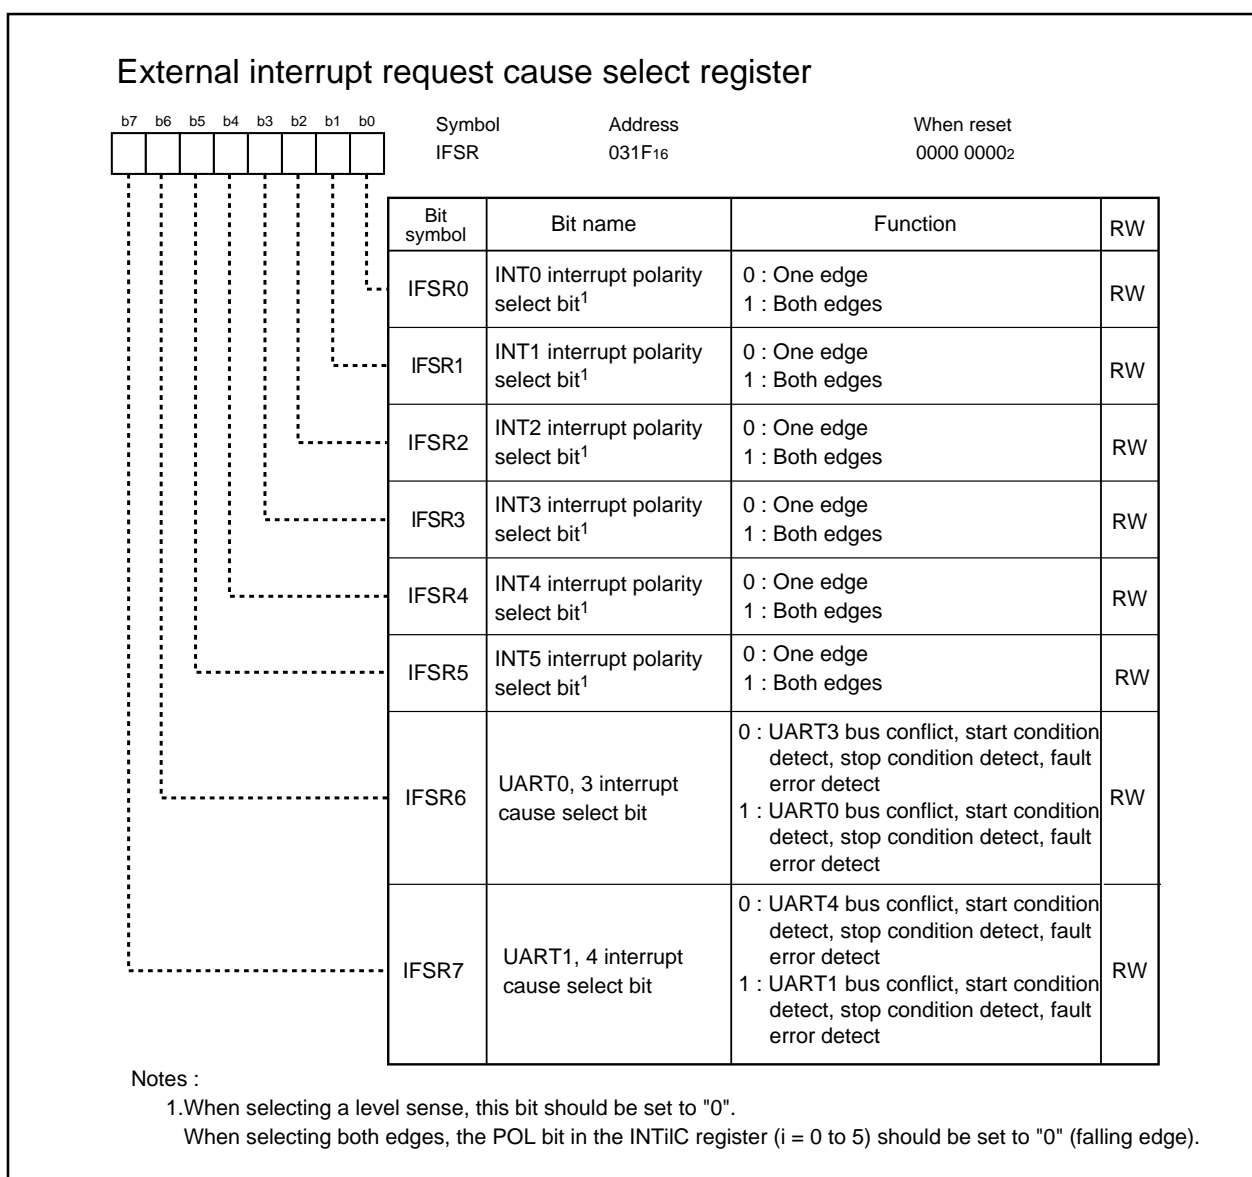 External interrupt request cause select register
b7 b6 b5 b4 b3 b2 b1 b0
Symbol Address When reset
IFSR 031F16 0000 00002
Bit symbol Bit name Function RW
IFSR0 INT0 interrupt polarity select bit1 0 : One edge RW
1 : Both edges
IFSR1 INT1 interrupt polarity select bit1 0 : One edge RW
1 : Both edges
IFSR2 INT2 interrupt polarity select bit1 0 : One edge RW
1 : Both edges
IFSR3 INT3 interrupt polarity select bit1 0 : One edge RW
1 : Both edges
IFSR4 INT4 interrupt polarity select bit1 0 : One edge RW
1 : Both edges
IFSR5 INT5 interrupt polarity select bit1 0 : One edge RW
1 : Both edges
IFSR6 UART0, 3 interrupt cause select bit RW
0 : UART3 bus conflict, start condition
detect, stop condition detect, fault
error detect
1 : UART0 bus conflict, start condition
detect, stop condition detect, fault
error detect
IFSR7 UART1, 4 interrupt cause select bit RW
0 : UART4 bus conflict, start condition
detect, stop condition detect, fault
error detect
1 : UART1 bus conflict, start condition
detect, stop condition detect, fault
error detect
Notes :
1.When selecting a level sense, this bit should be set to "0".
When selecting both edges, the POL bit in the INTiIC register (i = 0 to 5) should be set to "0" (falling edge).